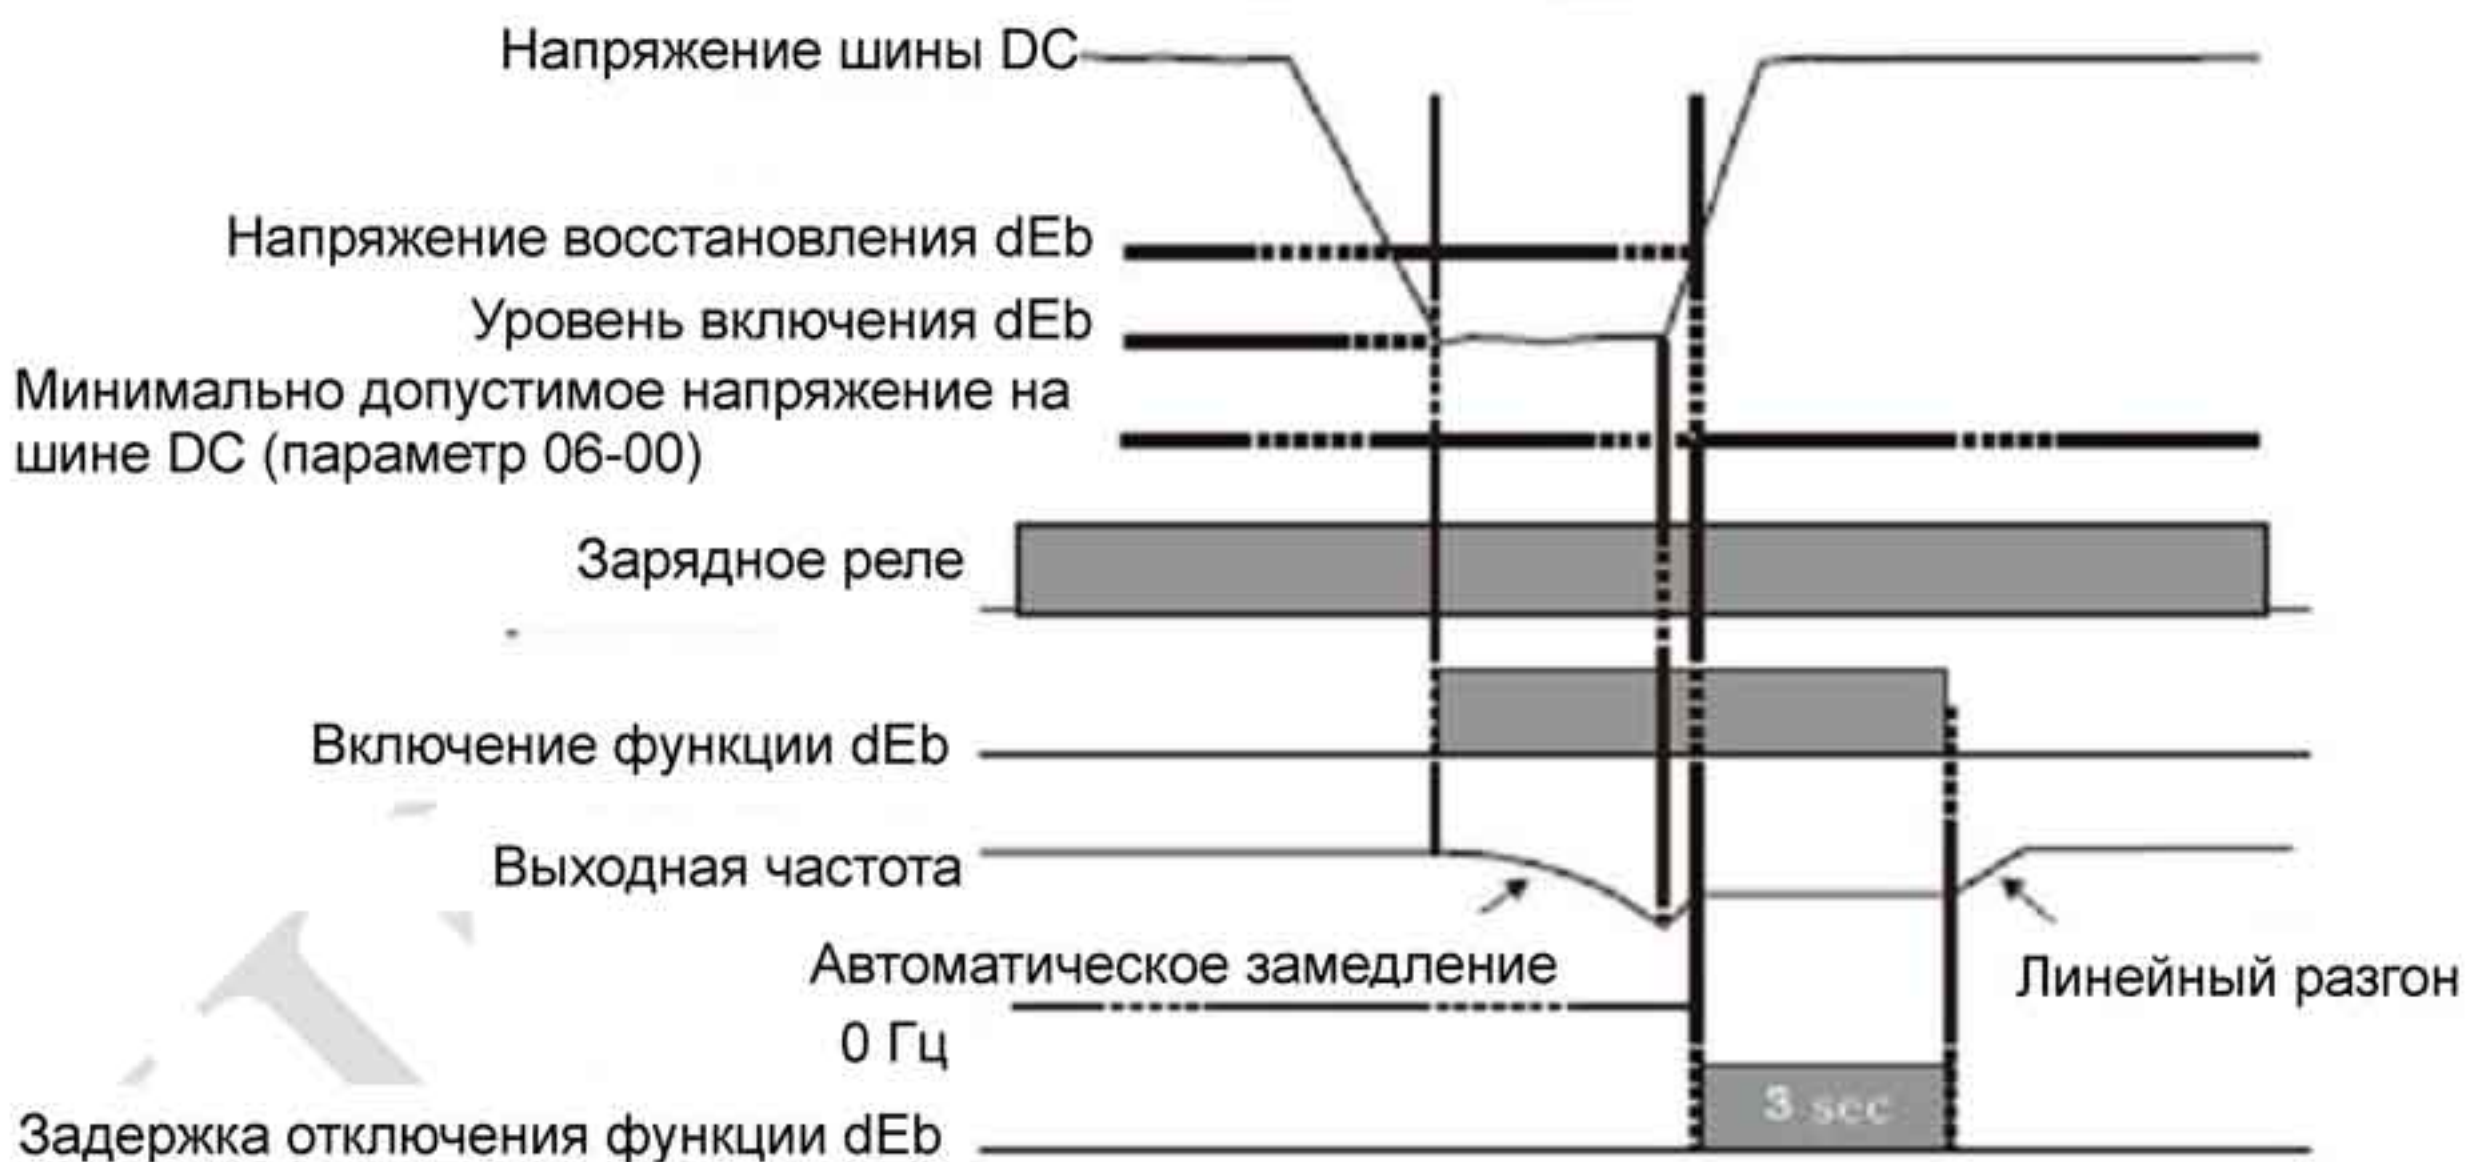 Напряжение шины DC
Напряжение восстановления dEb
Уровень включения dEb
Минимально допустимое напряжение на
шине DC (параметр 06-00)
Зарядное реле
Включение функции dEb
Выходная частота
Автоматическое замедление
Линейный разгон
0 Гц
3 sec
Задержка отключения функции dEb